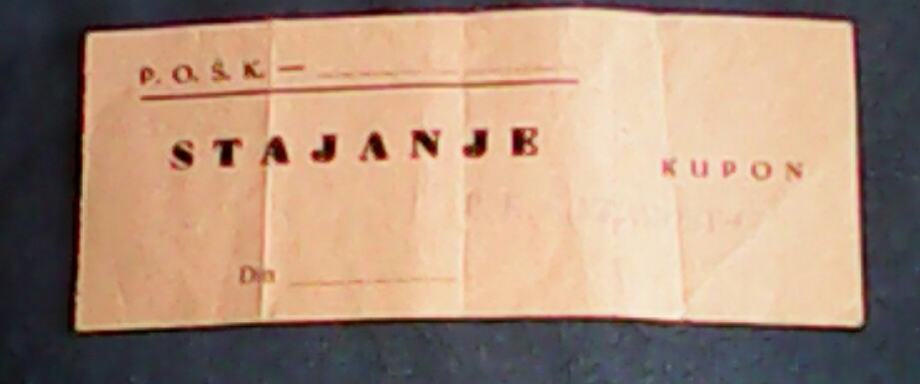 P. O. Š. K. —
STAJANJE
KUPON
Din